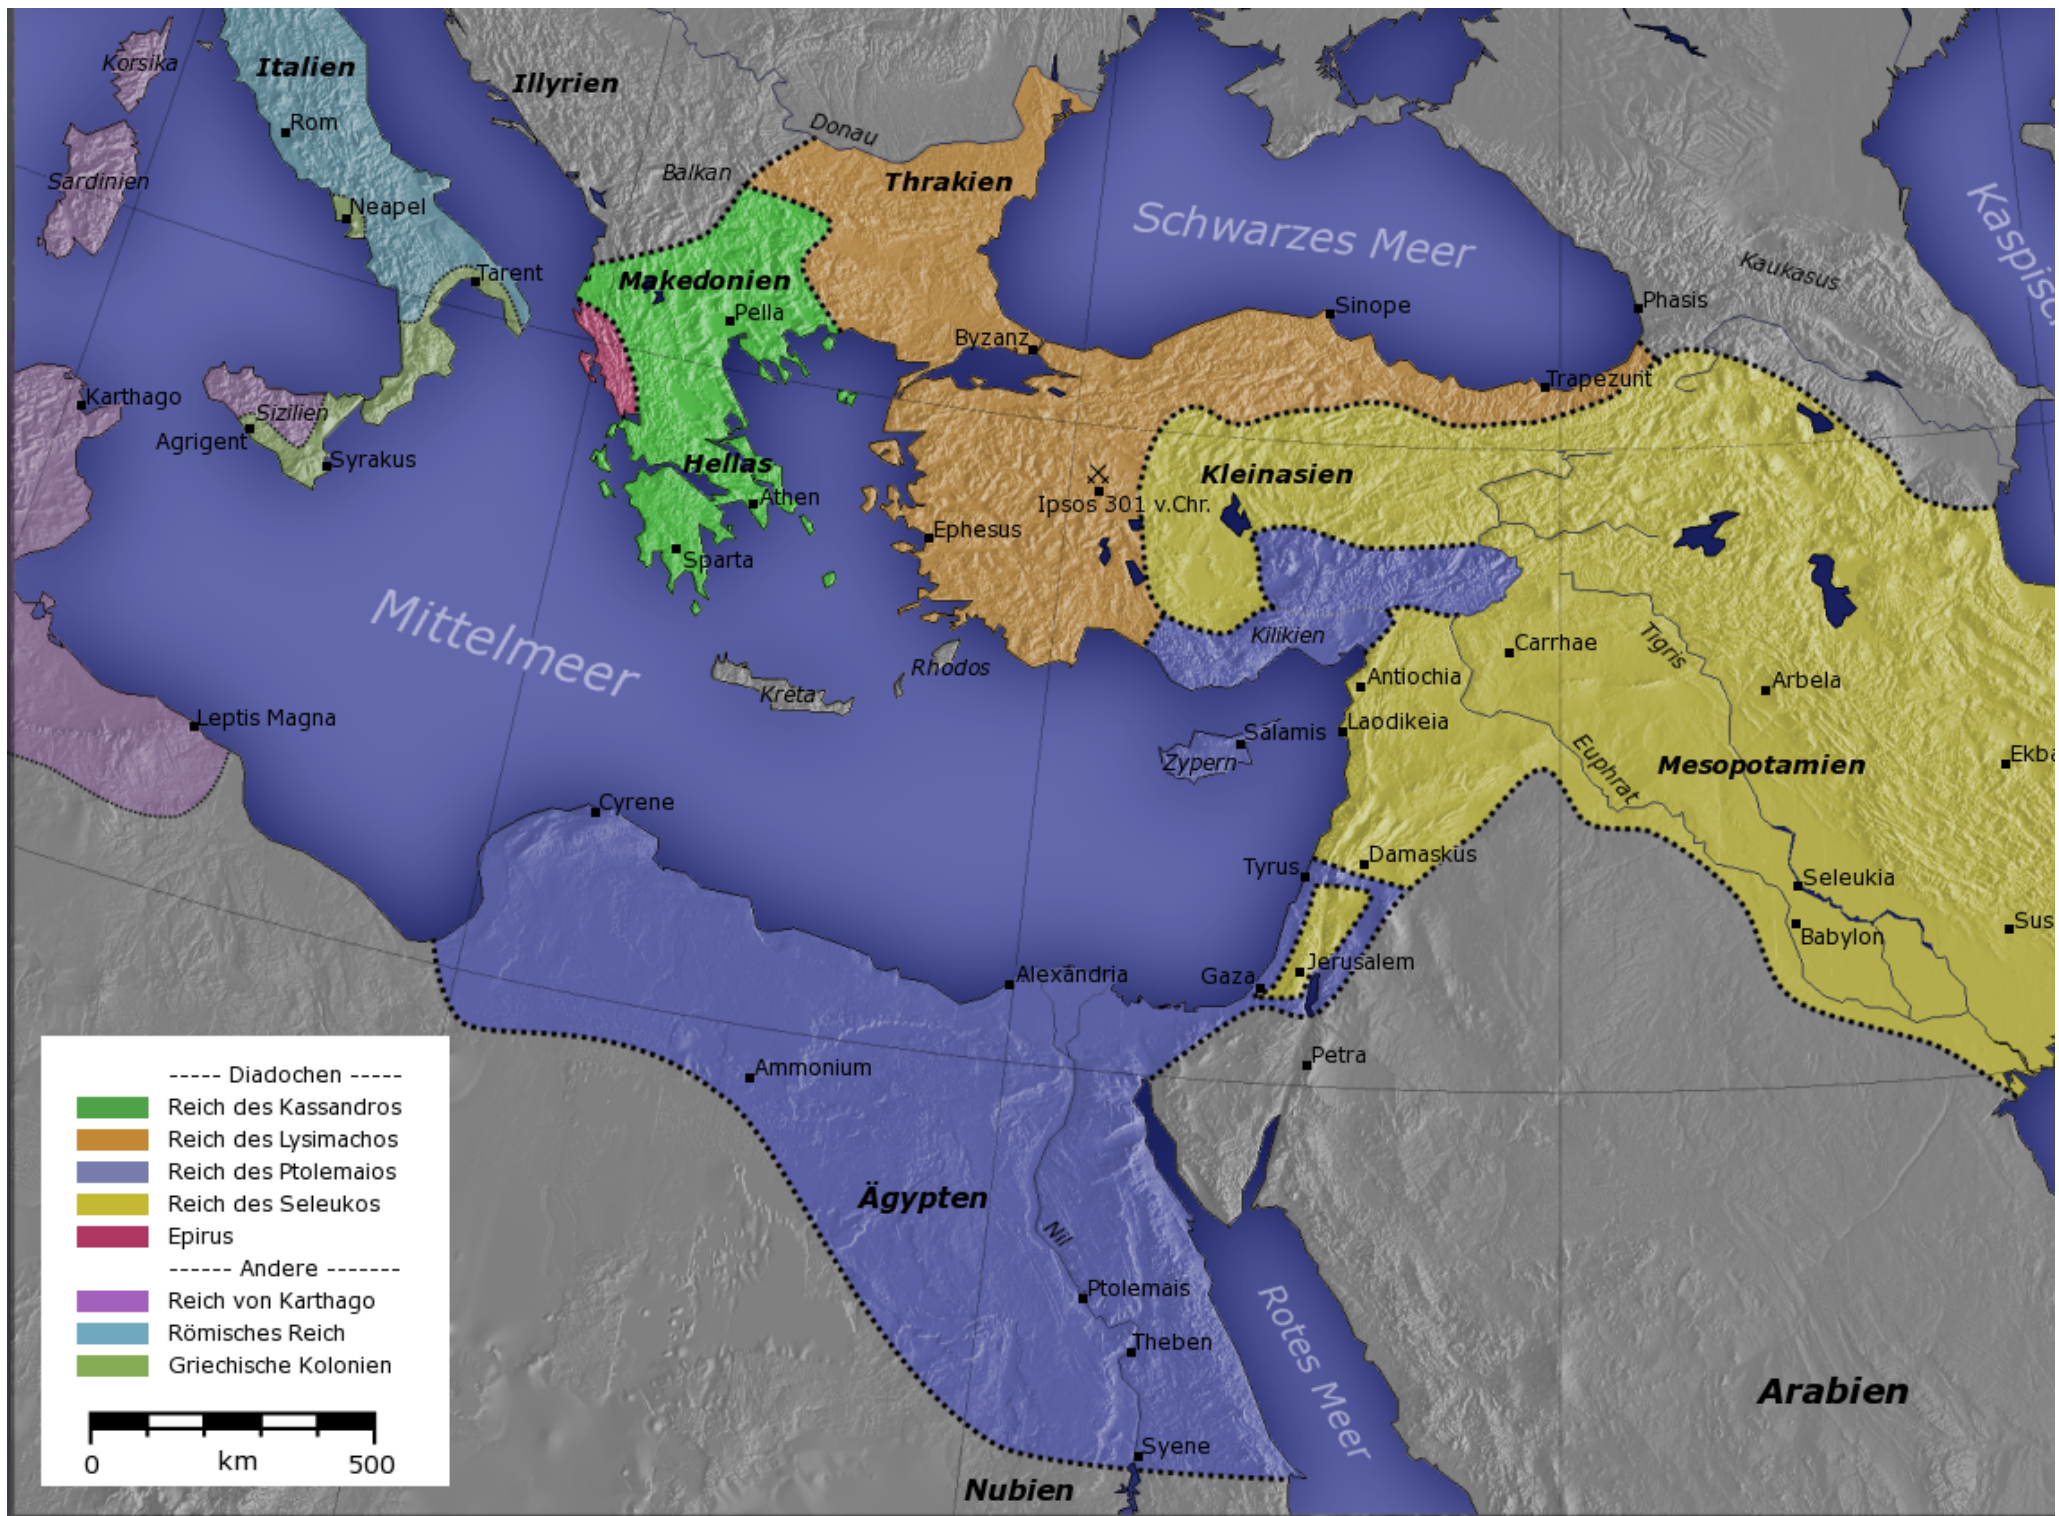 Korsika
Italien
Illyrien
Rom
Donau
Balkan
Sardinien
Thrakien
Neapel
Schwarzes Meer
Kaspisch
Tarent
Makedonien
Kaukasus
Pella
Sinope
Phasis
Byzanz
Trapezunt
Karthago
Sizilien
Agrigent
Syrakus
Hellas
Kleinasien
Athen
Ipsos 301 v.Chr.
Ephesus
Sparta
Mittelmeer
Kilikien
Carrhae
Tigris
Rhodos
Kreta
Antiochia
Arbela
Leptis Magna
Laodikeia
Salamis
Zypern
Euphrat
Mesopotamien
Ekba
Cyrene
Tyrus
Damaskus
Seleukia
Sus
Babylon
Alexandria
Gaza
Jerusalem
Petra
Ammonium
Ägypten
Nil
Ptolemais
Theben
Rotes Meer
Arabien
Syene
Nubien
----- Diadochen -----
Reich des Kassandros
Reich des Lysimachos
Reich des Ptolemaios
Reich des Seleukos
Epirus
------ Andere -------
Reich von Karthago
Römisches Reich
Griechische Kolonien
0 km 500